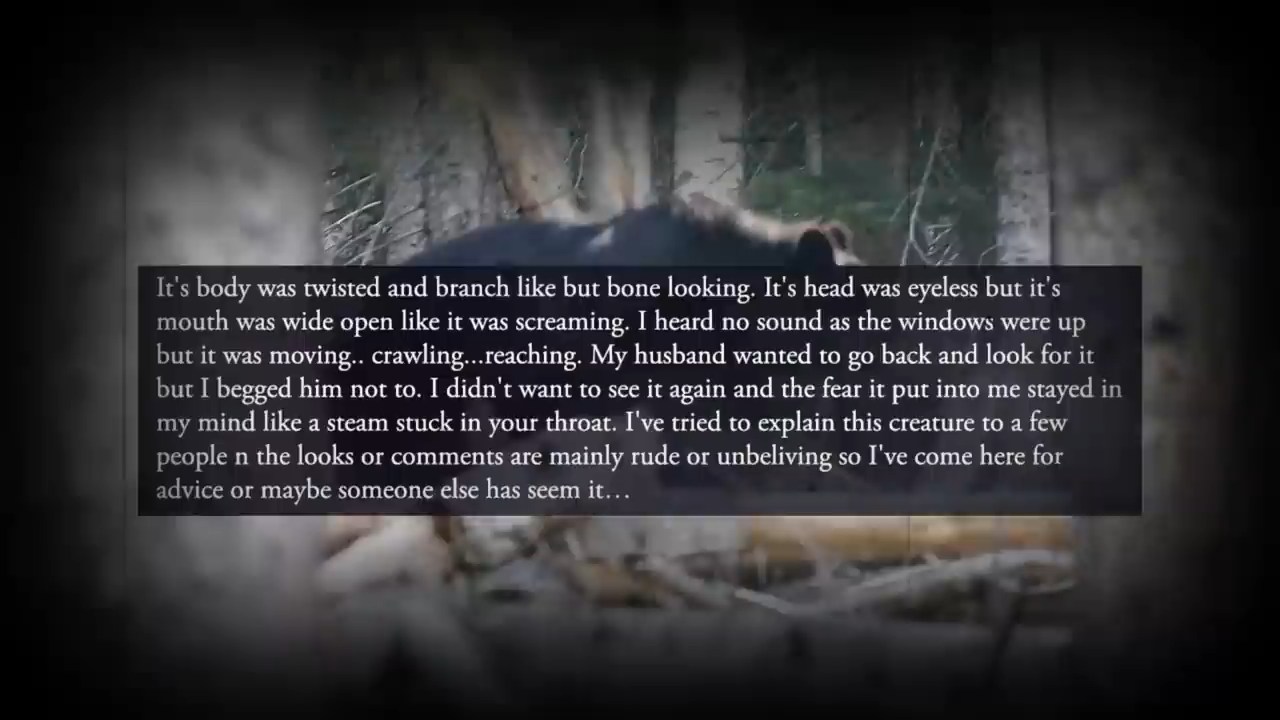 It's body was twisted and branch like but bone looking. It's head was eyeless but it's
mouth was wide open like it was screaming. I heard no sound as the windows were up
but it was moving.. crawling...reaching. My husband wanted to go back and look for it
but I begged him not to. I didn't want to see it again and the fear it put into me stayed in
my mind like a steam stuck in your throat. I've tried to explain this creature to a few
people n the looks or comments are mainly rude or unbeliving so I've come here for
advice or maybe someone else has seem it…